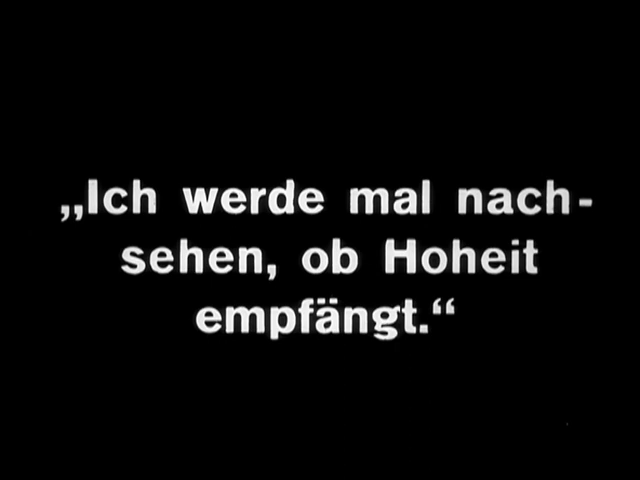 „Ich werde mal nach-
sehen, ob Hoheit
empfängt.“